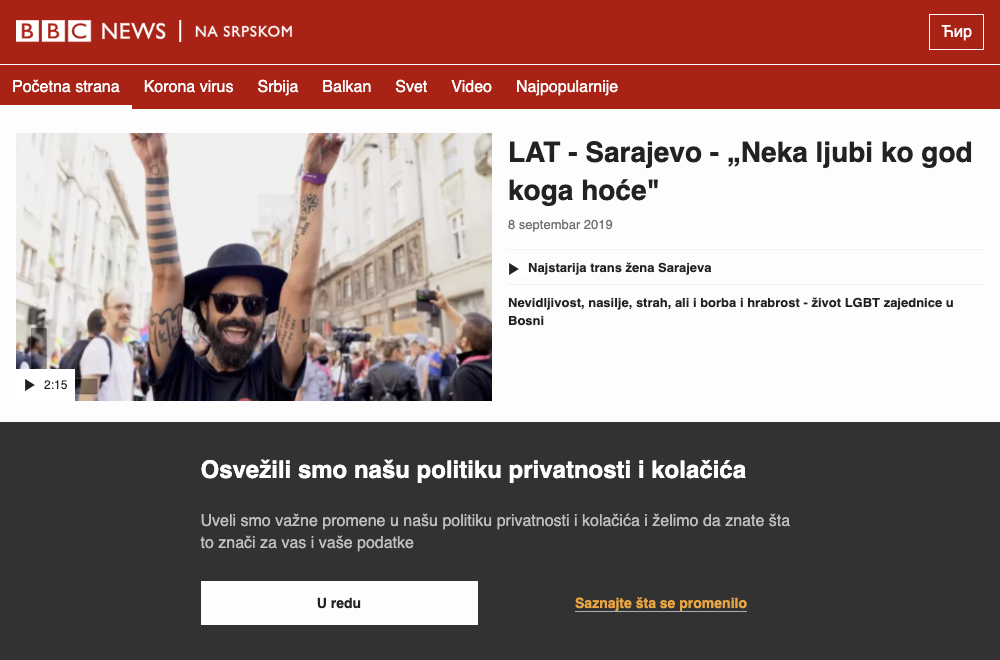 BBC NEWS | NA SRPSKOM
Ћир
Početna strana Korona virus Srbija Balkan Svet Video Najpopularnije
LAT - Sarajevo - „Neka ljubi ko god
koga hoće"
8 septembar 2019
Najstarija trans žena Sarajeva
Nevidljivost, nasilje, strah, ali i borba i hrabrost - život LGBT zajednice u
Bosni
2:15
Osvežili smo našu politiku privatnosti i kolačića
Uveli smo važne promene u našu politiku privatnosti i kolačića i želimo da znate šta
to znači za vas i vaše podatke
U redu
Saznajte šta se promenilo